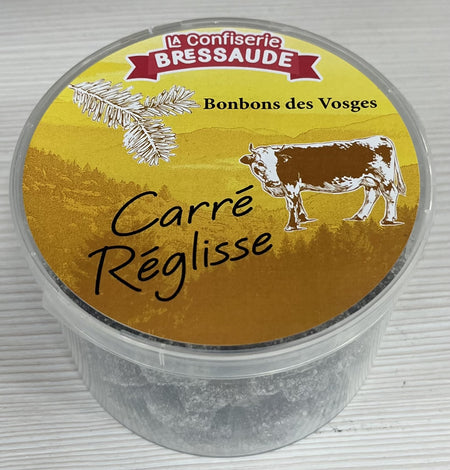 LA Confiserie
BRESSAUDE
Bonbons des Vosges
Carré
Réglisse